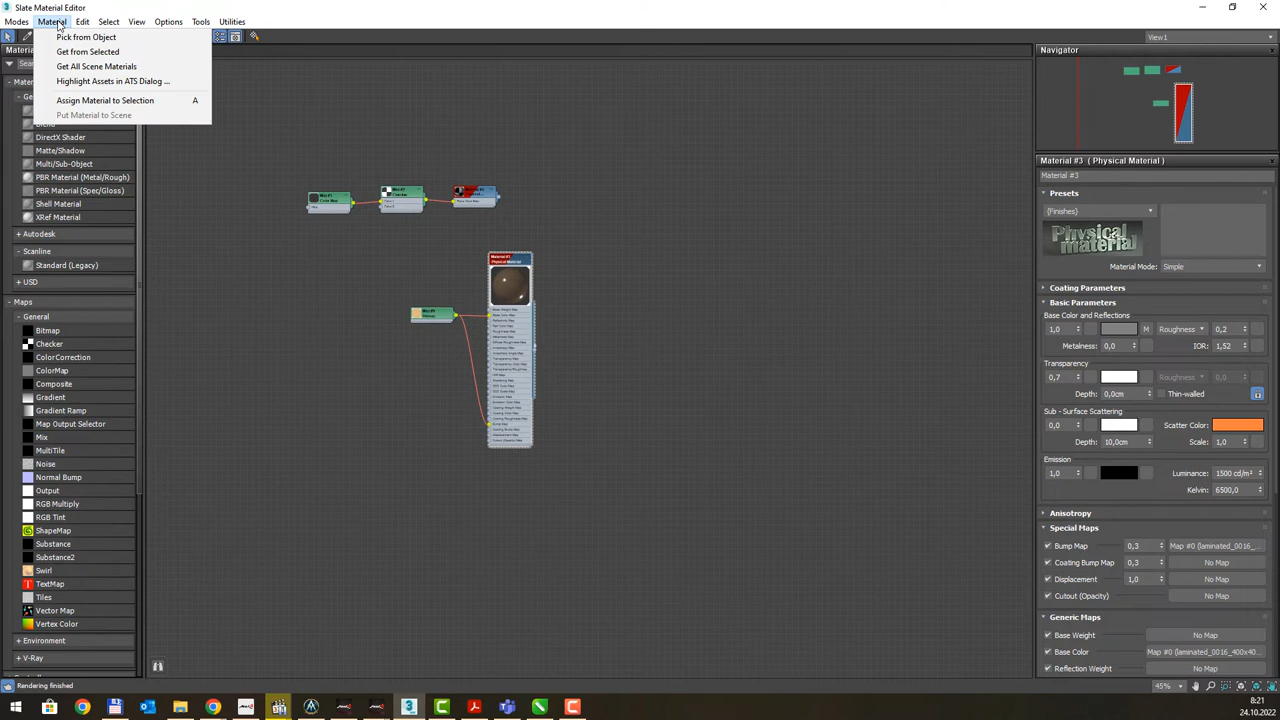 Slate Material Editor
Modes Material Edit Select View Options Tools Utilities
View1
Pick from Object
Get from Selected
Get All Scene Materials
Highlight Assets in ATS Dialog ...
Assign Material to Selection A
Put Material to Scene
DirectX Shader
Matte/Shadow
Multi/Sub-Object
PBR Material (Metal/Rough)
PBR Material (Spec/Gloss)
Shell Material
XRef Material
+ Autodesk
- Scanline
Standard (Legacy)
+ USD
- Maps
- General
Bitmap
Checker
ColorCorrection
ColorMap
Composite
Gradient
Gradient Ramp
Map Output Selector
Mix
MultiTile
Noise
Normal Bump
Output
RGB Multiply
RGB Tint
ShapeMap
Substance
Substance2
Swirl
TextMap
Tiles
Vector Map
Vertex Color
+ Environment
+ V-Ray
Rendering finished
Navigator
Material #3 ( Physical Material )
Material #3
Presets
{Finishes}
Physical material
Material Mode: Simple
Coating Parameters
Basic Parameters
Base Color and Reflections
1,0 M Roughness 0,2
Metalness: 0,0 1,52
Transparency
0,7 Roughness 0,0
Depth: 0,0cm Thin-walled
Sub - Surface Scattering
0,0 Scatter Color:
Depth: 10,0cm Scale: 1,0
Emission
1,0 Luminance: 1500 cd/m²
Kelvin: 6500,0
Anisotropy
Special Maps
Bump Map 0,3 Map #0 (laminated_0016_...
Coating Bump Map 0,3 No Map
Displacement 1,0 No Map
Cutout (Opacity) No Map
Generic Maps
Base Weight No Map
Base Color Map #0 (laminated_0016_400x40...
Reflection Weight No Map
45%
8:21
24.10.2022